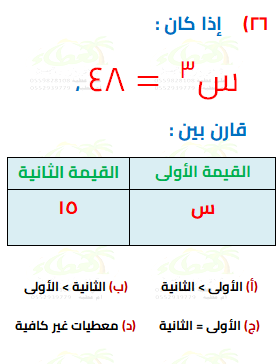 ٢٦) إذا كان :
س٣ = ٤٨ ،
قارن بين :
القيمة الأولى القيمة الثانية
س ١٥
(أ) الأولى > الثانية (ب) الثانية > الأولى
(ج) الأولى = الثانية (د) معطيات غير كافية